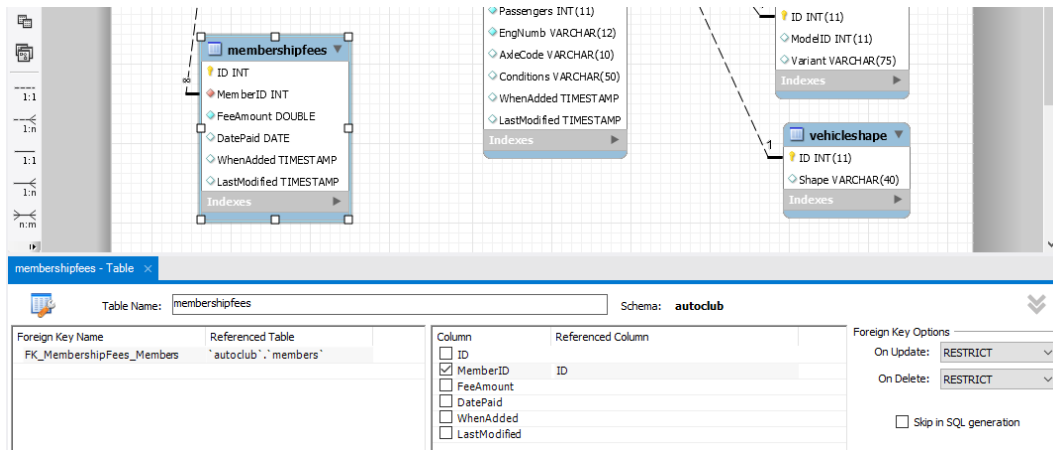 Passengers INT(11)
EngNumb VARCHAR(12)
AxleCode VARCHAR(10)
Conditions VARCHAR(50)
WhenAdded TIMESTAMP
LastModified TIMESTAMP
Indexes
ID INT(11)
ModelID INT(11)
Variant VARCHAR(75)
Indexes
membershipfees
ID INT
MemberID INT
FeeAmount DOUBLE
DatePaid DATE
WhenAdded TIMESTAMP
LastModified TIMESTAMP
Indexes
∞
1
vehicleshape
ID INT(11)
Shape VARCHAR(40)
Indexes
1:1
1:n
1:1
1:n
n:m
membershipfees - Table ×
Table Name: membershipfees Schema: autoclub
Foreign Key Name Referenced Table
FK_MembershipFees_Members `autoclub`.`members`
Column Referenced Column
ID
MemberID ID
FeeAmount
DatePaid
WhenAdded
LastModified
Foreign Key Options
On Update: RESTRICT
On Delete: RESTRICT
Skip in SQL generation